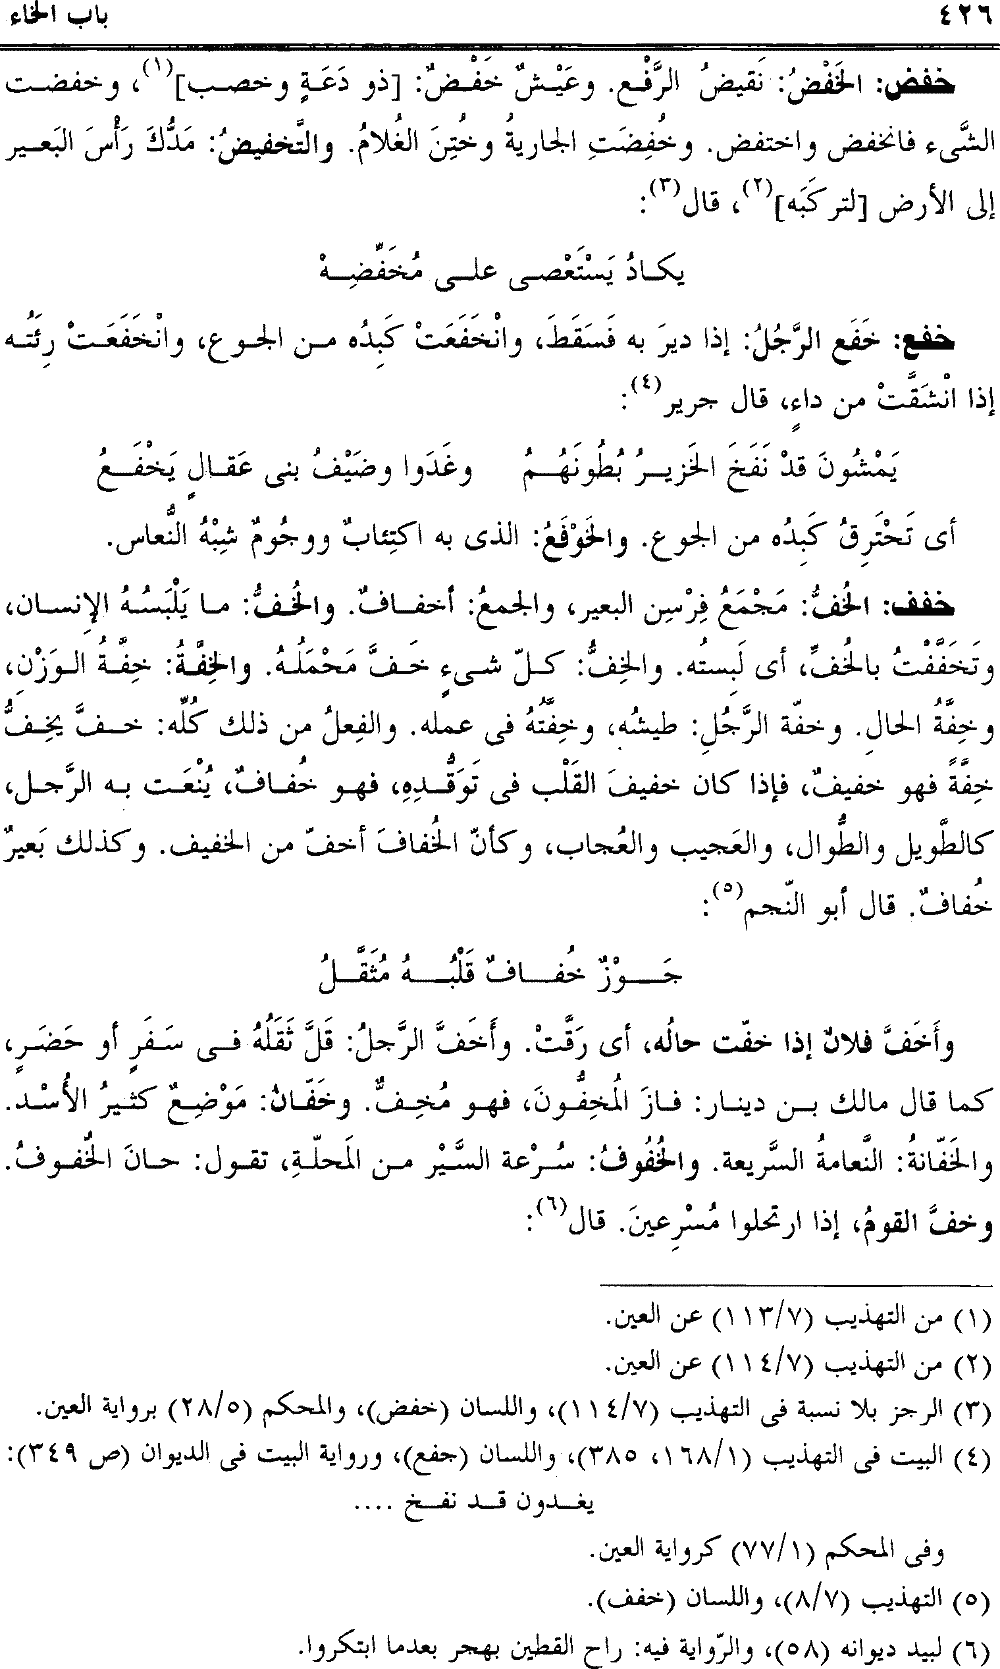 ٤٢٦
باب الخاء
خفض: الخَفْضُ: نَقيضُ الرَّفْع. وعَيْشٌ خَفْضٌ: [ذو دَعَةٍ وخصب](١)، وخفضت
الشَّىء فانخفض واختفض. وخُفِضَتِ الجاريةُ وخُتِنَ الغُلامُ. والتَّخفيضُ: مَدُّكَ رَأْسَ البَعير
إلى الأرض [لتركَبَه](٢)، قال(٣):
يكادُ يَسْتَعْصى على مُخَفِّضِهْ
خفع: خَفَع الرَّجُلُ: إذا ديرَ به فَسَقَطَ، وانْخَفَعَتْ كَبِدُه من الجوع، وانْخَفَعَتْ رِئَتُه
إذا انْشَقَّتْ من داءٍ، قال جرير(٤):
يَمْشُونَ قدْ نَفَخَ الخَزيرُ بُطُونَهُمُ وغَدَوا وضَيْفُ بنى عَقالٍ يَخْفَعُ
أى تَحْتَرِقُ كَبِدُه من الجوع. والخَوْفَعُ: الذى به اكتِئابٌ ووجُومٌ شِبْهُ النُّعاس.
خفف: الخُفُّ: مَجْمَعُ فِرْسِن البعير، والجمعُ: أخفافٌ. والخُفُّ: ما يَلْبَسُهُ الإنسان،
وتَخَفَّفْتُ بالخُفِّ، أى لَبِستُه. والخِفُّ: كلّ شىءٍ خَفَّ مَحْمَلُهُ. والخِفَّةُ: خِفَّةُ الوَزْنِ،
وخِفَّةُ الحالِ. وخفّة الرَّجُلِ: طيشُه، وخِفَّتُهُ فى عمله. والفِعلُ من ذلك كُلِّه: خفَّ يخِفُّ
خِفَّةً فهو خفيفٌ، فإذا كان خفيفَ القَلْب فى تَوَقُّدِهِ، فهو خُفافٌ، يُنْعَت به الرَّجل،
كالطَّويل والطُّوال، والعَجيب والعُجاب، وكأنّ الخُفافَ أخفّ من الخفيف. وكذلك بَعيرٌ
خُفافٌ. قال أبو النّجم(٥):
جَوْزٌ خُفافٌ قَلْبُهُ مُثَقَّلُ
وأَخَفَّ فلانٌ إذا خفّت حالُه، أى رَقَّتْ. وأَخَفَّ الرَّجلُ: قَلَّ ثَقَلُهُ فى سَفَرٍ أو حَضَرٍ،
كما قال مالك بن دينار: فازَ المُخِفُّونَ، فهو مُخِفٌّ. وخَفّانُ: مَوْضِعٌ كثيرُ الأُسْد.
والخَفّانةُ: النَّعامةُ السَّريعة. والخُفُوفُ: سُرْعة السَّيْر من المَحلّةِ، تقول: حانَ الخُفوفُ.
وخفَّ القومُ، إذا ارتحلوا مُسْرِعينَ. قال(٦):
(١) من التهذيب (١١٣/٧) عن العين.
(٢) من التهذيب (١١٤/٧) عن العين.
(٣) الرجز بلا نسبة فى التهذيب (١١٤/٧)، واللسان (خفض)، والمحكم (٢٨/٥) برواية العين.
(٤) البيت فى التهذيب (١٦٨/١، ٣٨٥)، واللسان (جفع)، ورواية البيت فى الديوان (ص ٣٤٩):
يغدون قد نفخ ....
وفى المحكم (٧٧/١) كرواية العين.
(٥) التهذيب (٨/٧)، واللسان (خفف).
(٦) لبيد ديوانه (٥٨)، والرّواية فيه: راح القطين بهجر بعدما ابتكروا.